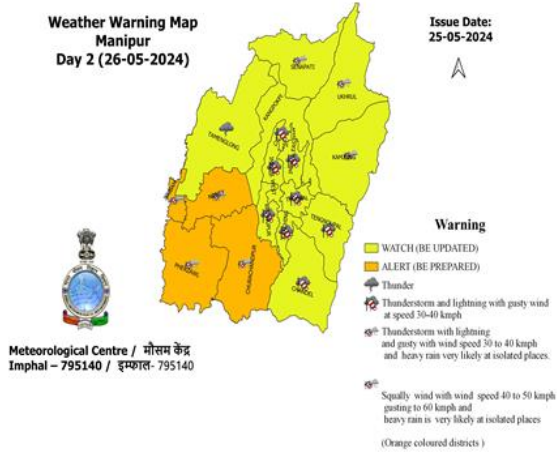 Weather Warning Map
Manipur
Day 2 (26-05-2024)
Issue Date:
25-05-2024
SENAPATI
UKHRUL
KANGPOKPI
TAMENGLONG
KAMJONG
TENGNOUPAL
PHERZAWL
CHURACHANDPUR
CHANDEL
Warning
WATCH (BE UPDATED)
ALERT (BE PREPARED)
Thunder
Thunderstorm and lightning with gusty wind
at speed 30-40 kmph
Thunderstorm with lightning
and gusty with wind speed 30 to 40 kmph
and heavy rain very likely at isolated places.
Squally wind with wind speed 40 to 50 kmph
gusting to 60 kmph and
heavy rain is very likely at isolated places
(Orange coloured districts )
Meteorological Centre / मौसम केंद्र
Imphal – 795140 / इम्फाल- 795140